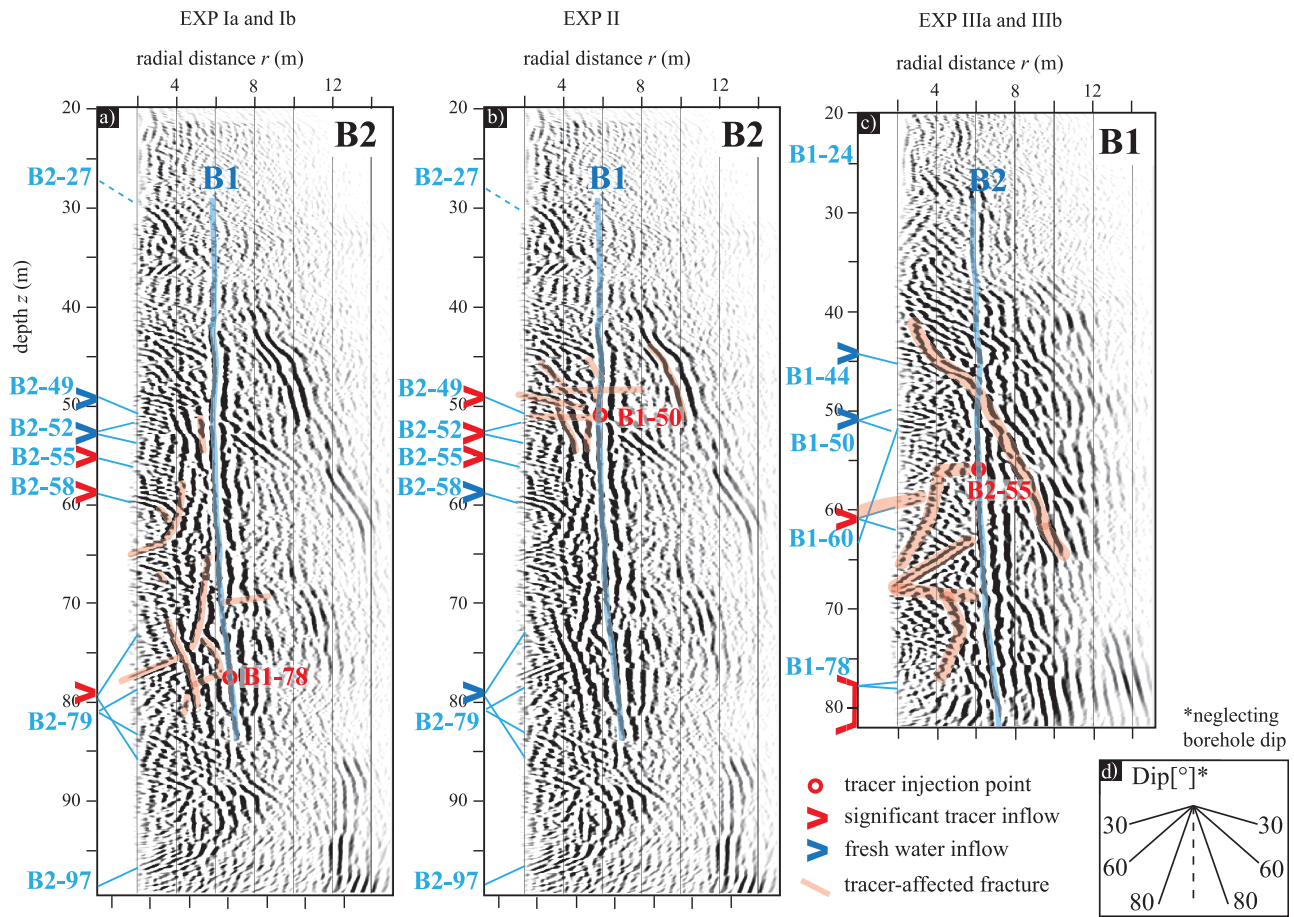 EXP Ia and Ib
radial distance r (m)
4 8 12
a)
B2
B1
depth z (m)
20
30
40
50
60
70
80
90
B2-27
B2-49
B2-52
B2-55
B2-58
B2-79
B2-97
B1-78
EXP II
radial distance r (m)
4 8 12
b)
B2
B1
20
30
40
50
60
70
80
90
B2-27
B2-49
B2-52
B2-55
B2-58
B2-79
B2-97
B1-50
EXP IIIa and IIIb
radial distance r (m)
4 8 12
c)
B1
B2
20
30
40
50
60
70
80
B1-24
B1-44
B1-50
B1-60
B1-78
B2-55
tracer injection point
significant tracer inflow
fresh water inflow
tracer-affected fracture
*neglecting
borehole dip
d)
Dip[°]*
30 30
60 60
80 80